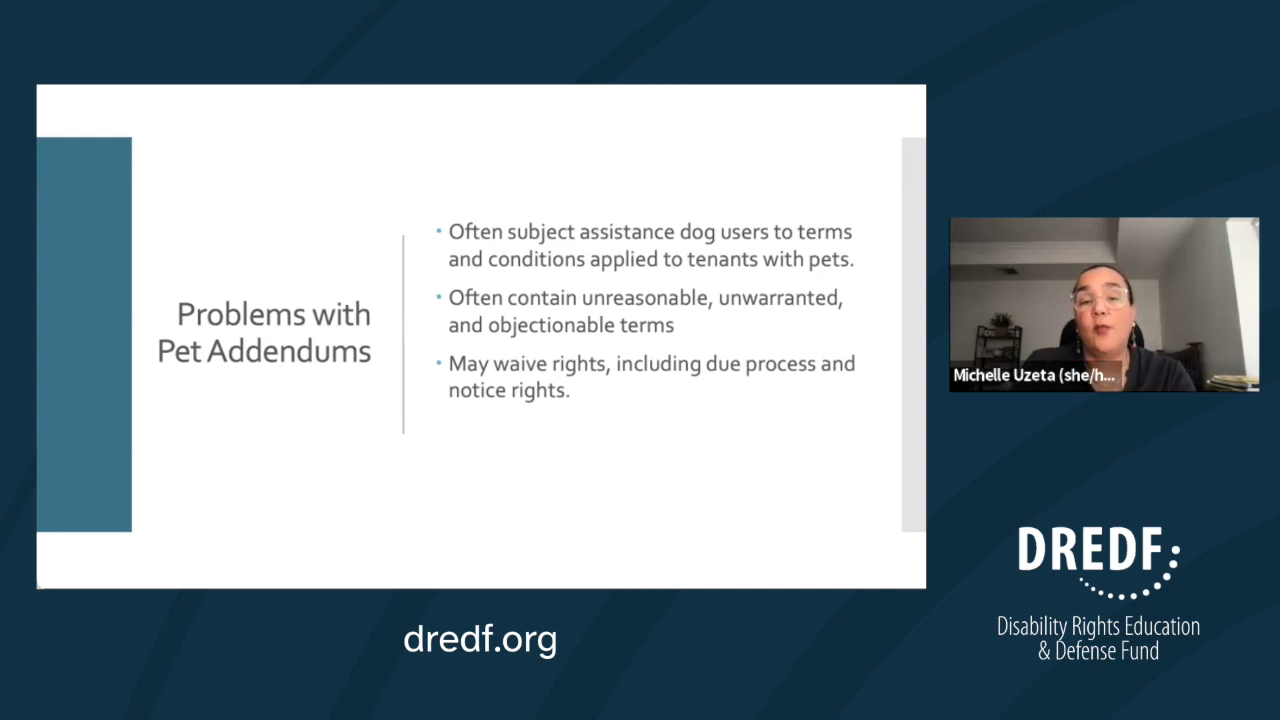 Problems with
Pet Addendums
• Often subject assistance dog users to terms
and conditions applied to tenants with pets.
• Often contain unreasonable, unwarranted,
and objectionable terms
• May waive rights, including due process and
notice rights.
Michelle Uzeta (she/h...
dredf.org
DREDF
Disability Rights Education
& Defense Fund